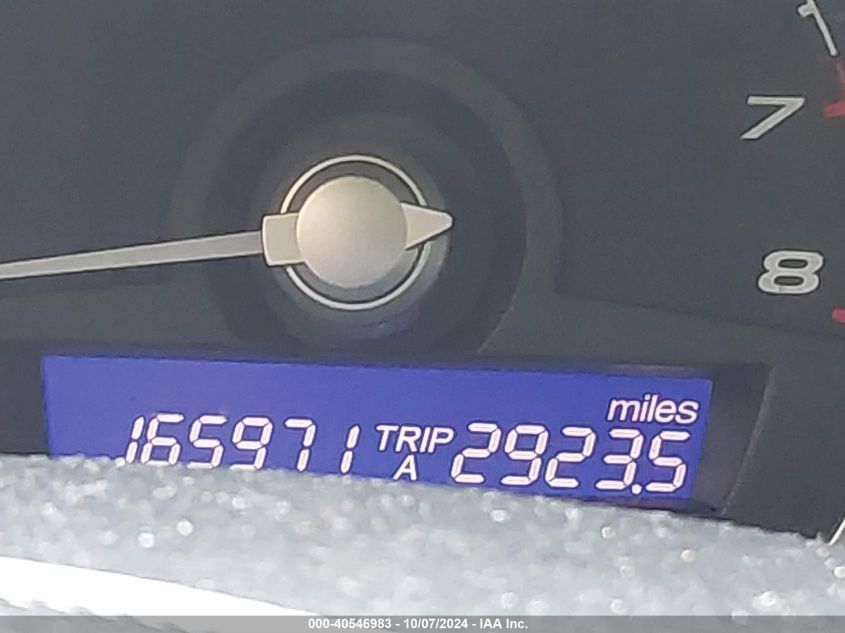 7
8
miles
165971 TRIP A 2923.5
000-40546983 - 10/07/2024 - IAA Inc.